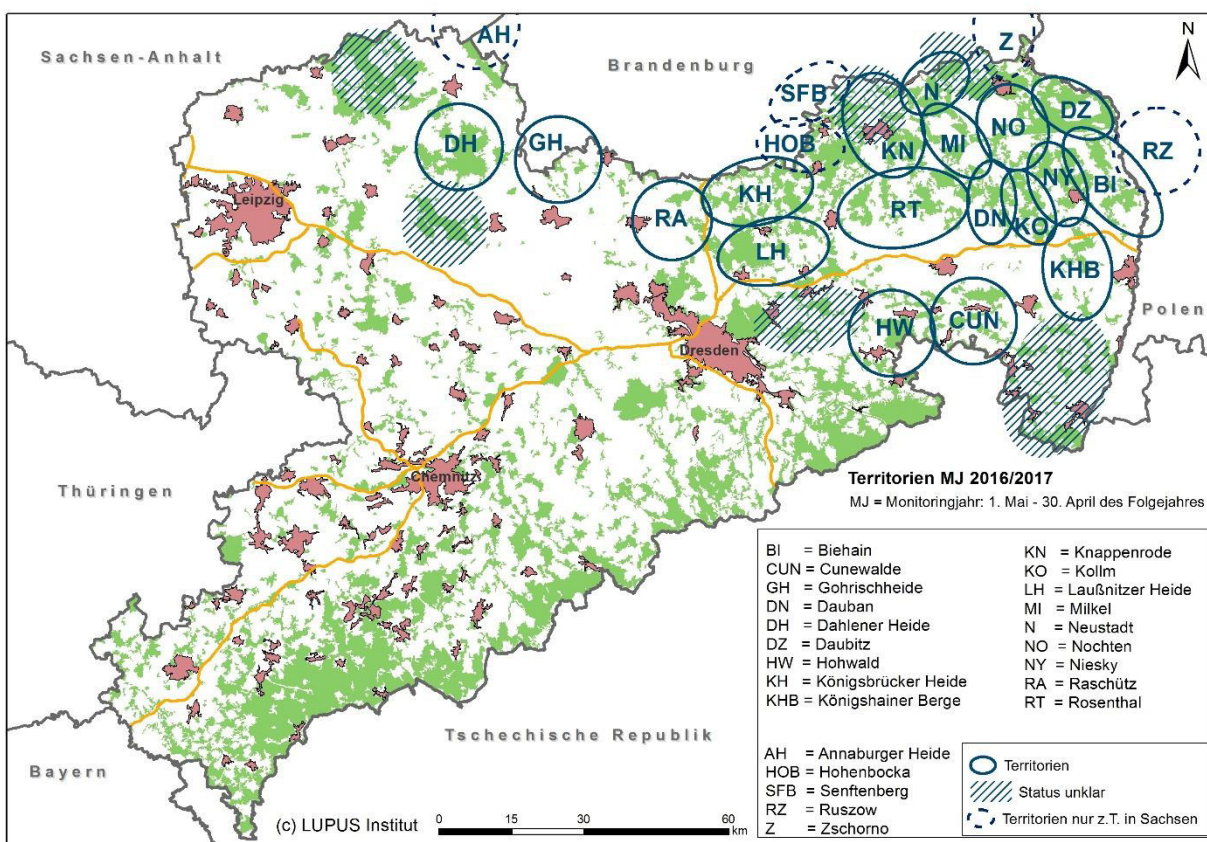 Sachsen-Anhalt
AH
Brandenburg
Z
N
SFB
N
DZ
NO
DH
GH
HOB
KN
MI
RZ
NY
BI
KH
Leipzig
RA
RT
DN
KO
LH
KHB
Polen
HW
CUN
Dresden
Chemnitz
Thüringen
Territorien MJ 2016/2017
MJ = Monitoringjahr: 1. Mai - 30. April des Folgejahres
BI = Biehain
CUN = Cunewalde
GH = Gohrischheide
DN = Dauban
DH = Dahlener Heide
DZ = Daubitz
HW = Hohwald
KH = Königsbrücker Heide
KHB = Königshainer Berge
KN = Knappenrode
KO = Kollm
LH = Laußnitzer Heide
MI = Milkel
N = Neustadt
NO = Nochten
NY = Niesky
RA = Raschütz
RT = Rosenthal
Tschechische Republik
Bayern
AH = Annaburger Heide
HOB = Hohenbocka
SFB = Senftenberg
RZ = Ruszow
Z = Zschorno
Territorien
Status unklar
Territorien nur z.T. in Sachsen
(c) LUPUS Institut
0 15 30 60
km